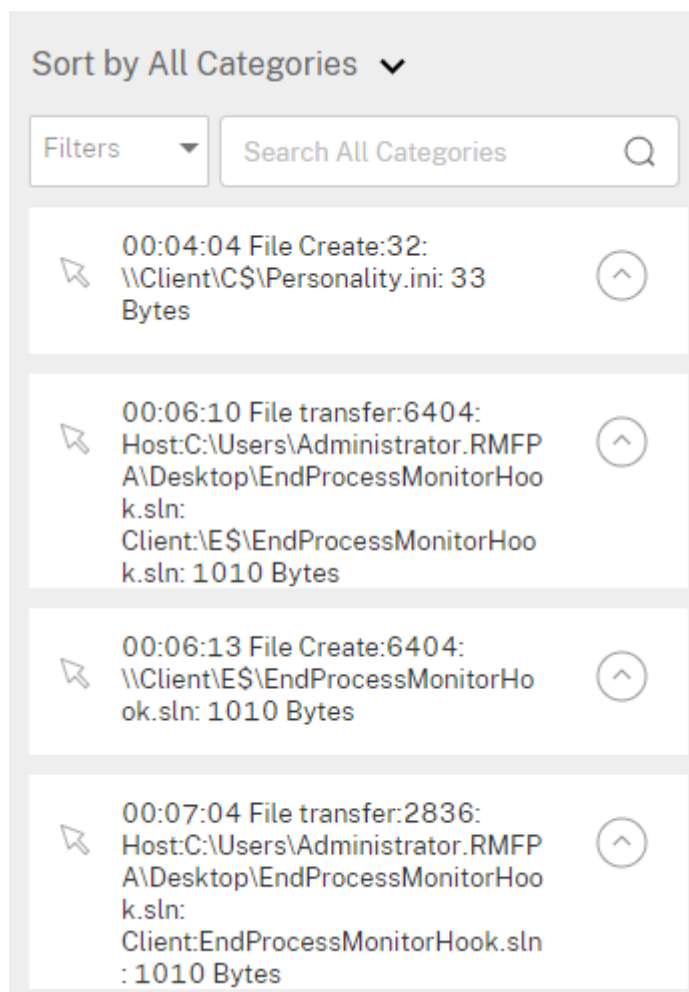 Sort by All Categories
Filters
Search All Categories
00:04:04 File Create:32:
\\Client\C$\Personality.ini: 33
Bytes
00:06:10 File transfer:6404:
Host:C:\Users\Administrator.RMFP
A\Desktop\EndProcessMonitorHoo
k.sln:
Client:\E$\EndProcessMonitorHoo
k.sln: 1010 Bytes
00:06:13 File Create:6404:
\\Client\E$\EndProcessMonitorHo
ok.sln: 1010 Bytes
00:07:04 File transfer:2836:
Host:C:\Users\Administrator.RMFP
A\Desktop\EndProcessMonitorHoo
k.sln:
Client:EndProcessMonitorHook.sln
: 1010 Bytes